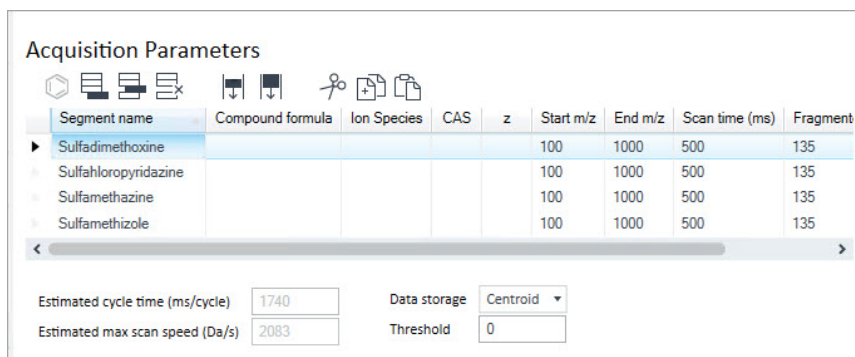 Acquisition Parameters
Segment name Compound formula Ion Species CAS z Start m/z End m/z Scan time (ms) Fragment
Sulfadimethoxine 100 1000 500 135
Sulfahloropyridazine 100 1000 500 135
Sulfamethazine 100 1000 500 135
Sulfamethizole 100 1000 500 135
Estimated cycle time (ms/cycle) 1740 Data storage Centroid
Estimated max scan speed (Da/s) 2083 Threshold 0